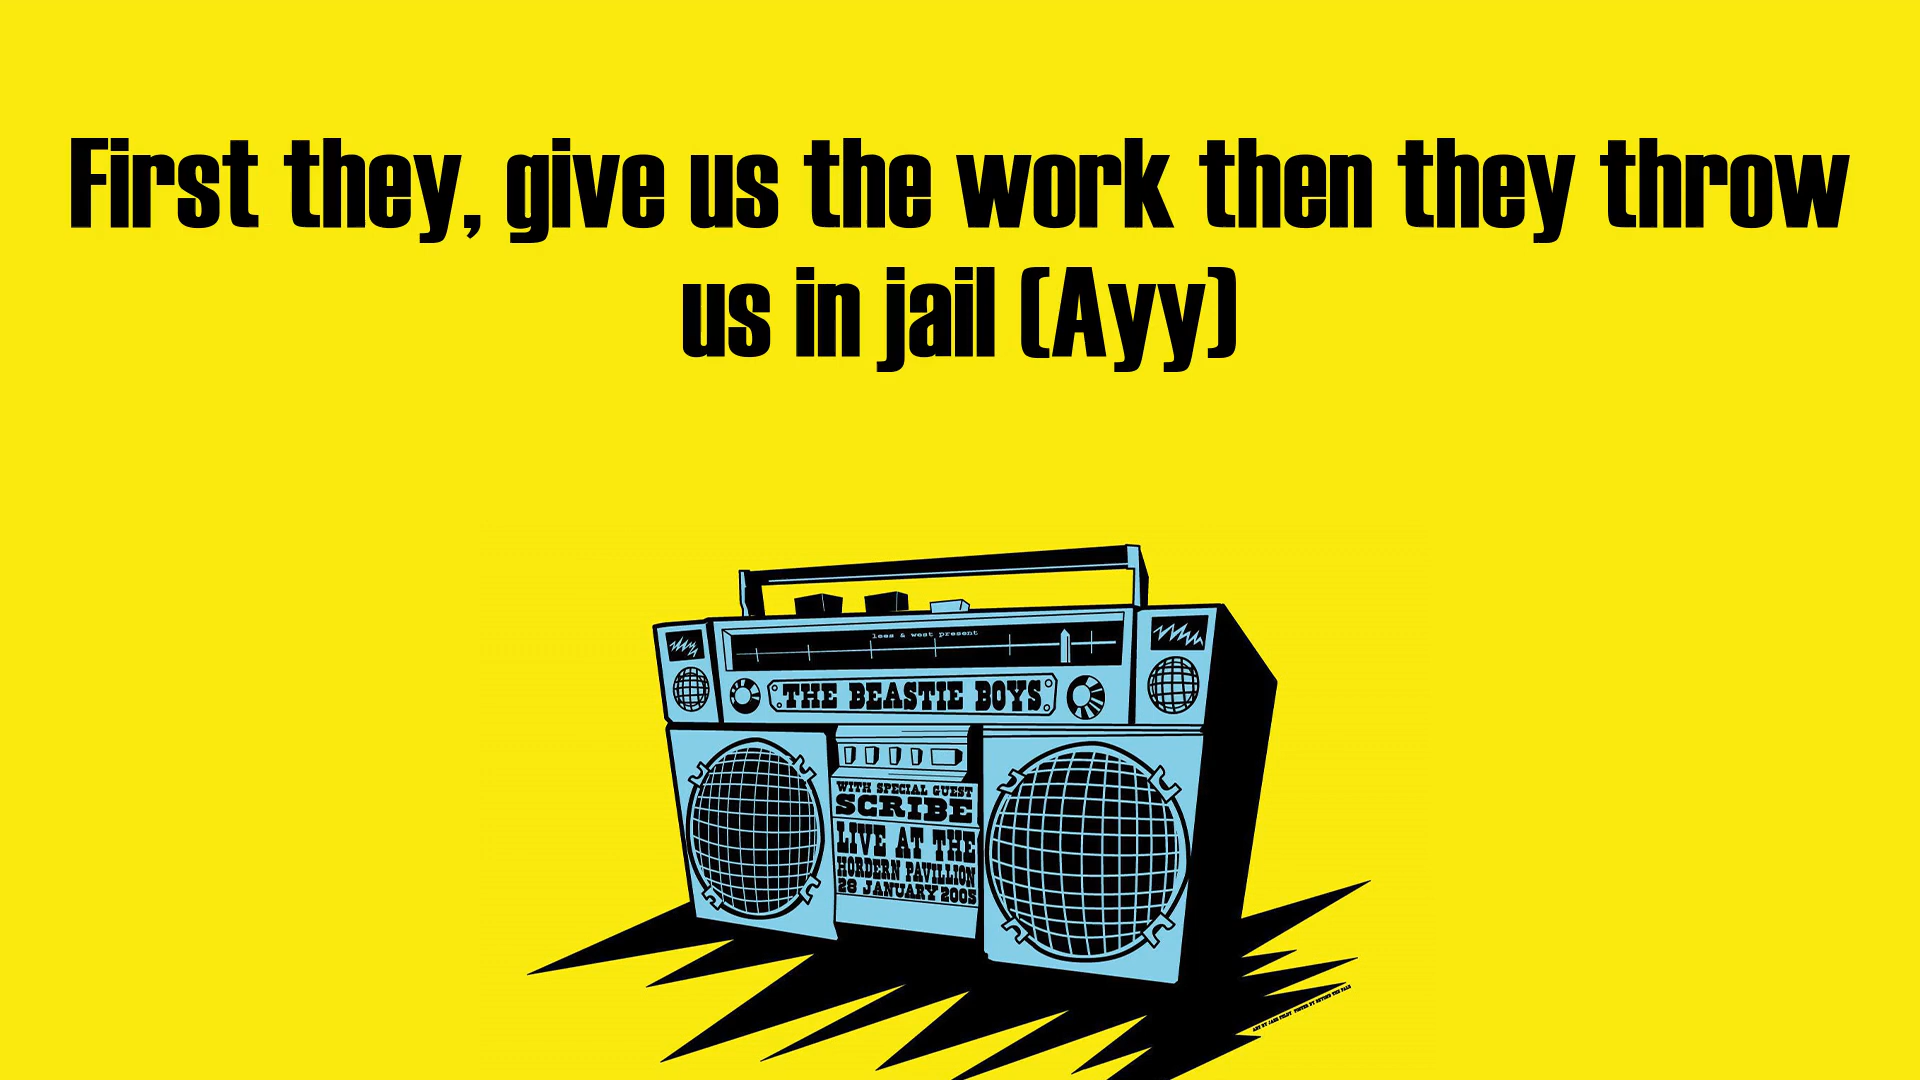 First they, give us the work then they throw
us in jail (Ayy)
lees & west present
THE BEASTIE BOYS
WITH SPECIAL GUEST
SCRIBE
LIVE AT THE
HORDERN PAVILLION
28 JANUARY 2005